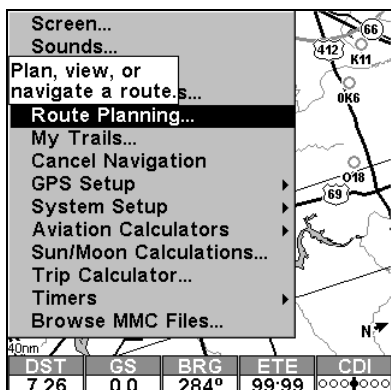 Screen...
Sounds...
Plan, view, or
navigate a route.
s...
Route Planning...
My Trails...
Cancel Navigation
GPS Setup
System Setup
Aviation Calculators
Sun/Moon Calculations...
Trip Calculator...
Timers
Browse MMC Files...
66
412
K11
0K6
018
69
N
40nm
DST GS BRG ETE CDI
7.26 0.0 284º 99:99